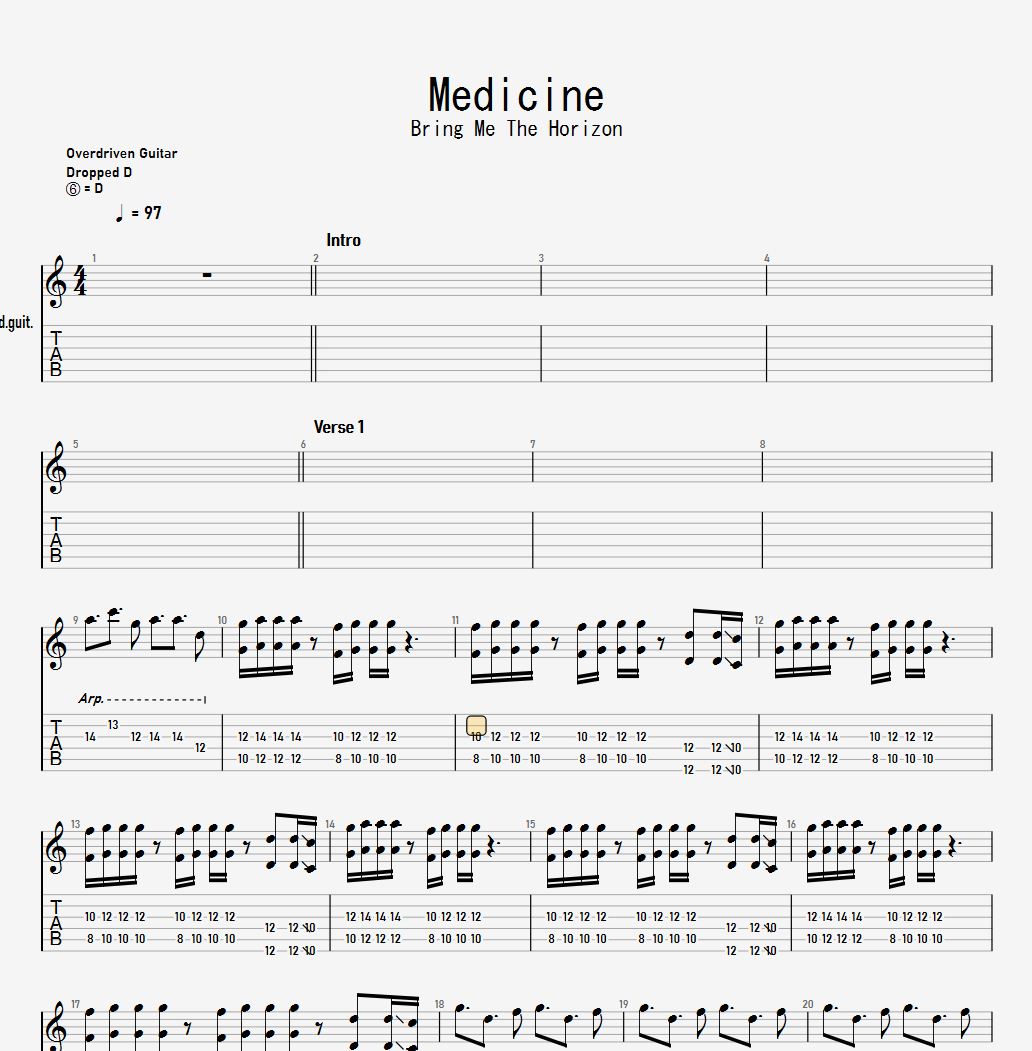 Medicine
Bring Me The Horizon
Overdriven Guitar
Dropped D
⑥ = D
♩ = 97
Intro
1 2 3 4
4
4
d.guit.
T
A
B
Verse 1
5 6 7 8
T
A
B
9 10 11 12
Arp.
T
A
B
13
14 12 14 14
12
12 14 14 14 10 12 12 12
10 12 12 12 8 10 10 10
10 12 12 12 10 12 12 12
12 12 10
8 10 10 10 8 10 10 10
12 12 10
12 14 14 14 10 12 12 12
10 12 12 12 8 10 10 10
13 14 15 16
T
A
B
10 12 12 12 10 12 12 12
12 12 10
8 10 10 10 8 10 10 10
12 12 10
12 14 14 14 10 12 12 12
10 12 12 12 8 10 10 10
10 12 12 12 10 12 12 12
12 12 10
8 10 10 10 8 10 10 10
12 12 10
12 14 14 14 10 12 12 12
10 12 12 12 8 10 10 10
17 18 19 20